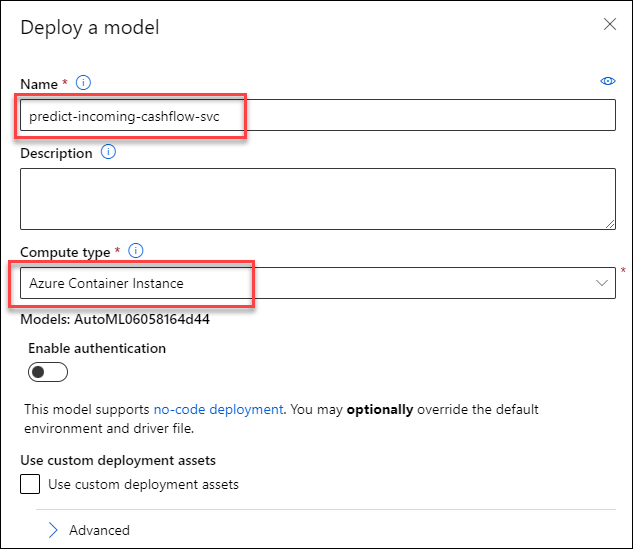 Deploy a model
Name *
predict-incoming-cashflow-svc
Description
Compute type *
Azure Container Instance
*
Models: AutoML06058164d44
Enable authentication
This model supports no-code deployment. You may optionally override the default
environment and driver file.
Use custom deployment assets
Use custom deployment assets
Advanced